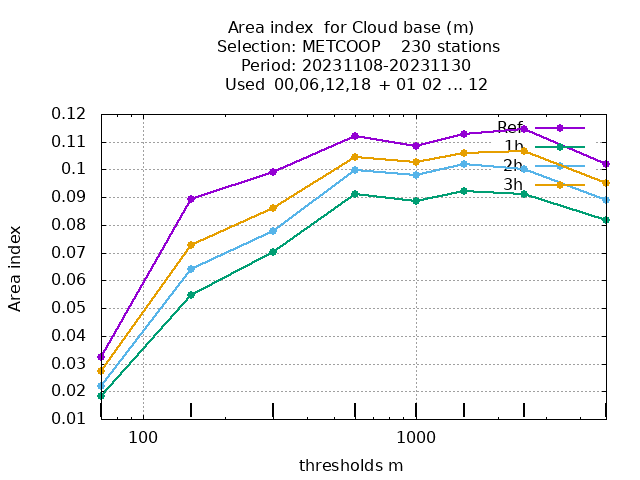 Area index  for Cloud base (m)
Selection: METCOOP    230 stations
Period: 20231108-20231130
Used  00,06,12,18  + 01 02 ... 12
0.12
0.11
0.1
0.09
0.08
0.07
0.06
0.05
0.04
0.03
0.02
0.01
Area index
Ref
1h
2h
3h
100
1000
thresholds m